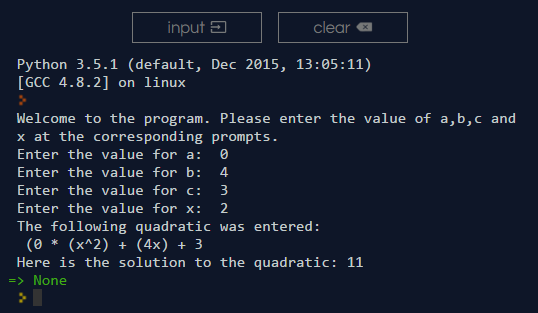 input
clear
Python 3.5.1 (default, Dec 2015, 13:05:11)
[GCC 4.8.2] on linux
Welcome to the program. Please enter the value of a,b,c and
x at the corresponding prompts.
Enter the value for a:  0
Enter the value for b:  4
Enter the value for c:  3
Enter the value for x:  2
The following quadratic was entered:
 (0 * (x^2) + (4x) + 3
Here is the solution to the quadratic: 11
=> None